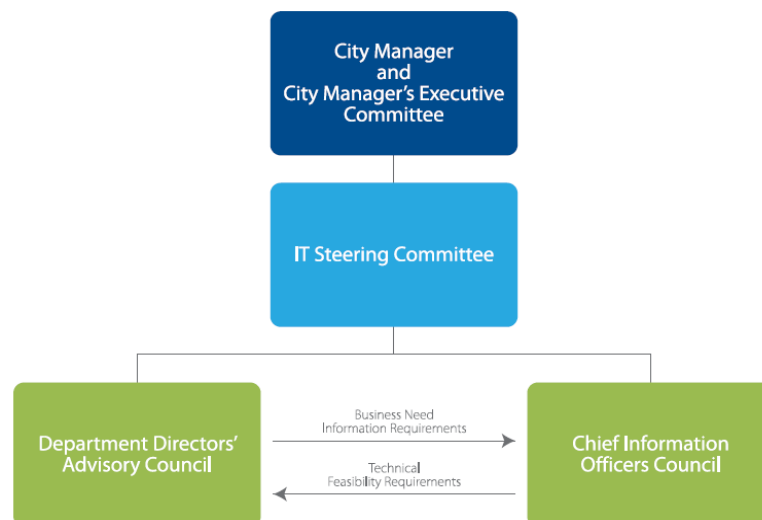 City Manager
and
City Manager's Executive
Committee
IT Steering Committee
Department Directors'
Advisory Council
Business Need
Information Requirements
Technical
Feasibility Requirements
Chief Information
Officers Council